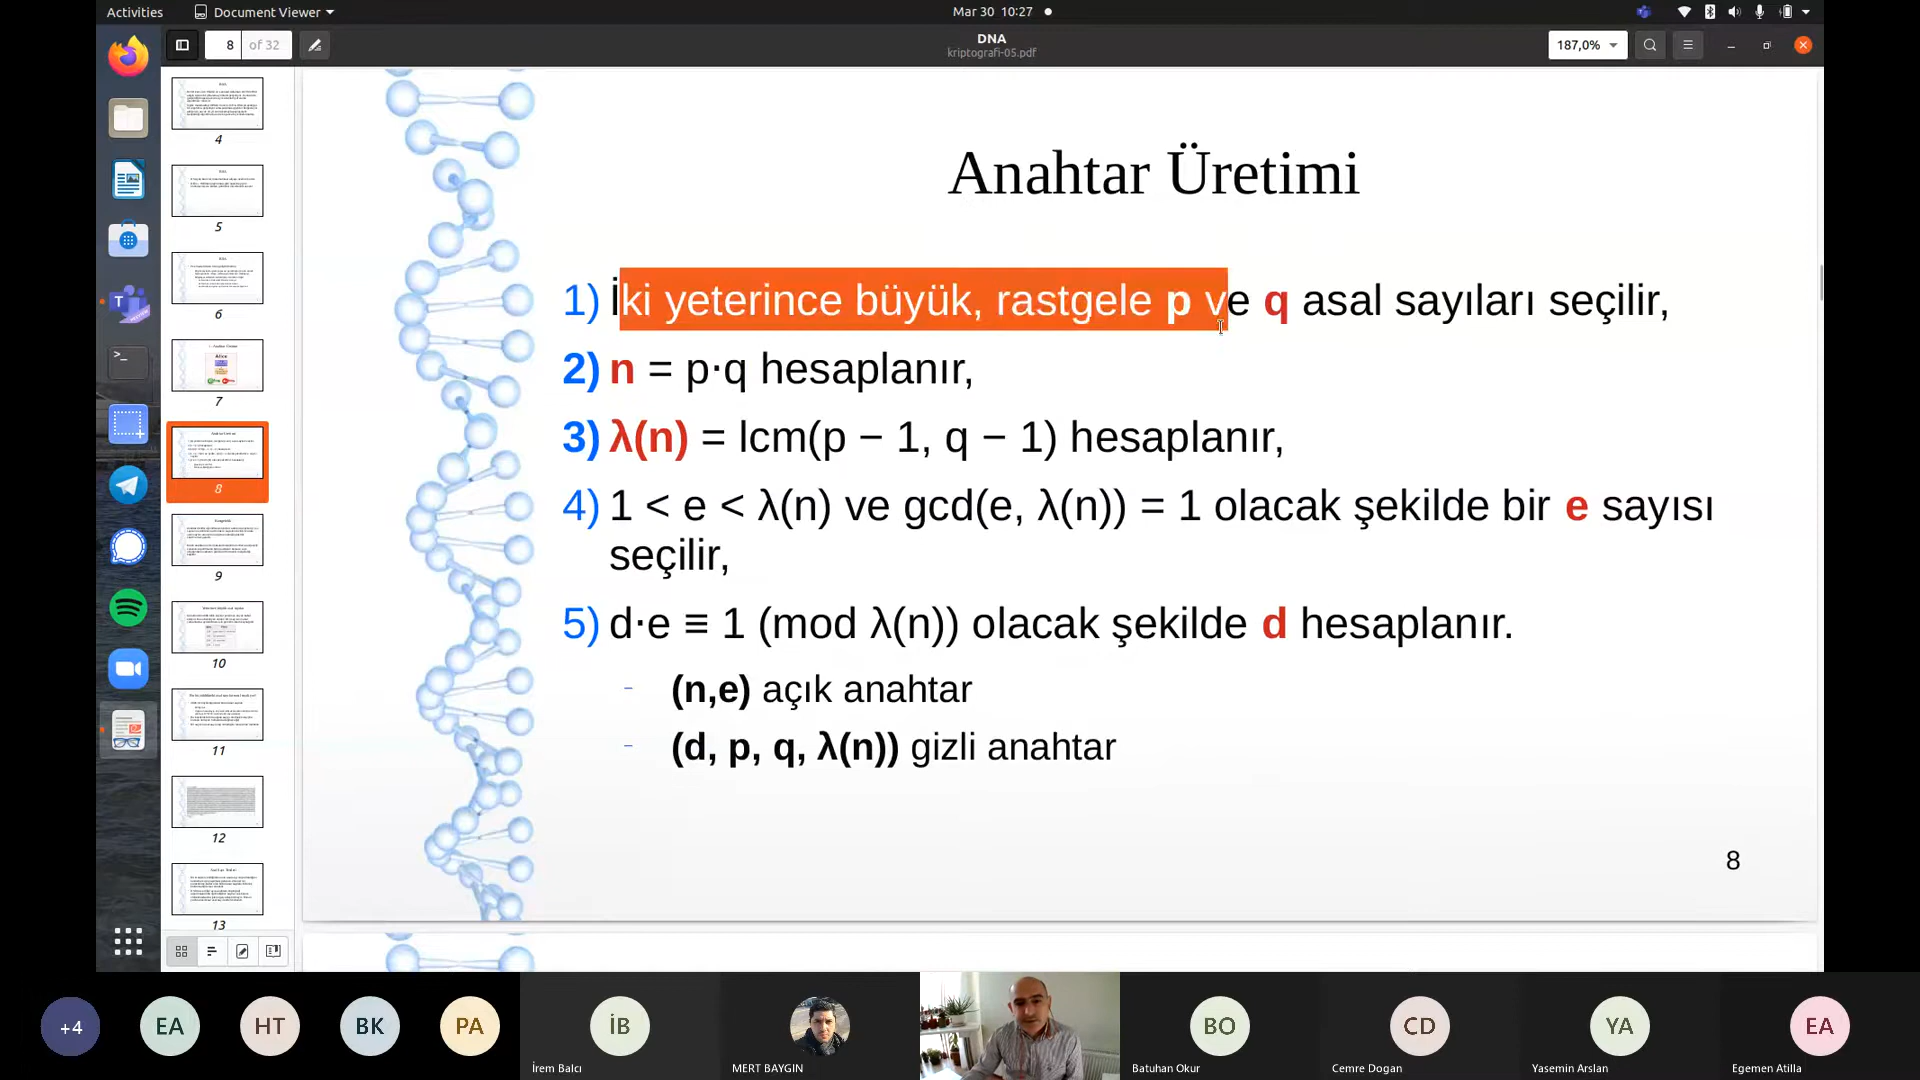 Activities
Document Viewer
Mar 30 10:27
8
of 32
DNA
kriptografi-05.pdf
187,0%
4
5
6
7
8
9
10
11
12
13
Anahtar Üretimi
1) İki yeterince büyük, rastgele p ve q asal sayıları seçilir,
2) n = p·q hesaplanır,
3) λ(n) = lcm(p − 1, q − 1) hesaplanır,
4) 1 < e < λ(n) ve gcd(e, λ(n)) = 1 olacak şekilde bir e sayısı
seçilir,
5) d·e ≡ 1 (mod λ(n)) olacak şekilde d hesaplanır.
– (n,e) açık anahtar
– (d, p, q, λ(n)) gizli anahtar
8
+4
EA
HT
BK
PA
İB
BO
CD
YA
EA
İrem Balcı
MERT BAYGIN
Batuhan Okur
Cemre Dogan
Yasemin Arslan
Egemen Atilla